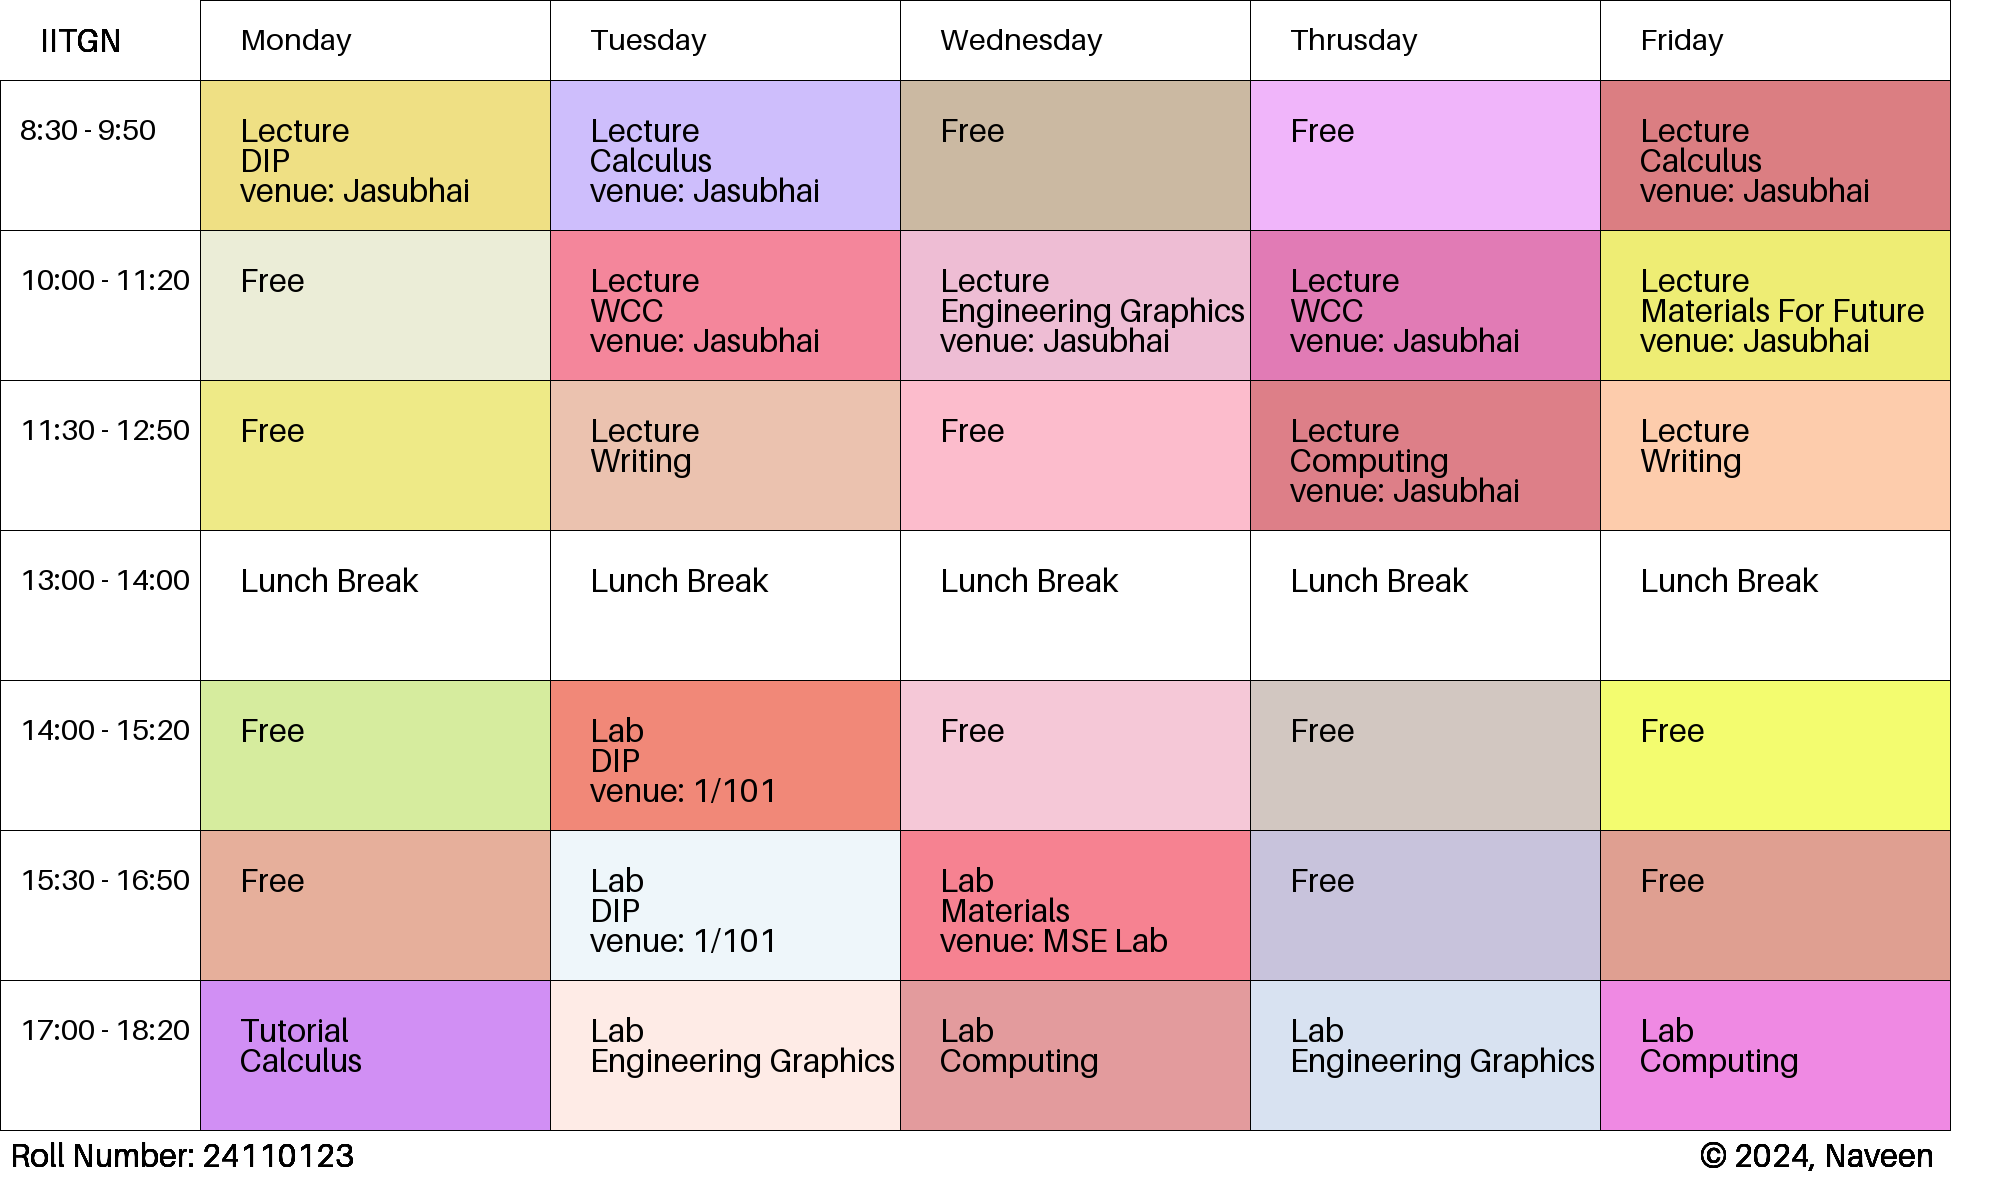 IITGN
Monday
Tuesday
Wednesday
Thrusday
Friday
8:30 - 9:50
Lecture
DIP
venue: Jasubhai
Lecture
Calculus
venue: Jasubhai
Free
Free
Lecture
Calculus
venue: Jasubhai
10:00 - 11:20
Free
Lecture
WCC
venue: Jasubhai
Lecture
Engineering Graphics
venue: Jasubhai
Lecture
WCC
venue: Jasubhai
Lecture
Materials For Future
venue: Jasubhai
11:30 - 12:50
Free
Lecture
Writing
Free
Lecture
Computing
venue: Jasubhai
Lecture
Writing
13:00 - 14:00
Lunch Break
Lunch Break
Lunch Break
Lunch Break
Lunch Break
14:00 - 15:20
Free
Lab
DIP
venue: 1/101
Free
Free
Free
15:30 - 16:50
Free
Lab
DIP
venue: 1/101
Lab
Materials
venue: MSE Lab
Free
Free
17:00 - 18:20
Tutorial
Calculus
Lab
Engineering Graphics
Lab
Computing
Lab
Engineering Graphics
Lab
Computing
Roll Number: 24110123
© 2024, Naveen